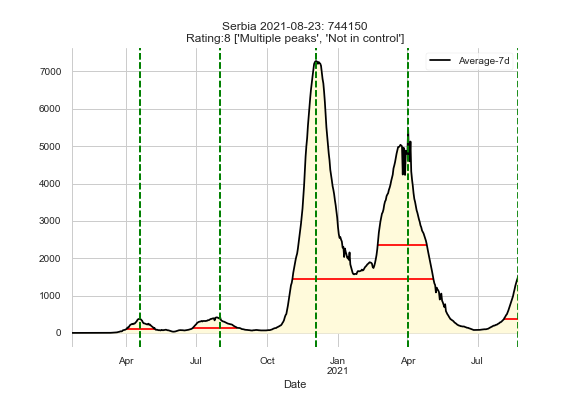 Serbia 2021-08-23: 744150
Rating:8 ['Multiple peaks', 'Not in control']
Average-7d
7000
6000
5000
4000
3000
2000
1000
0
Apr Jul Oct Jan Apr Jul
2021
Date